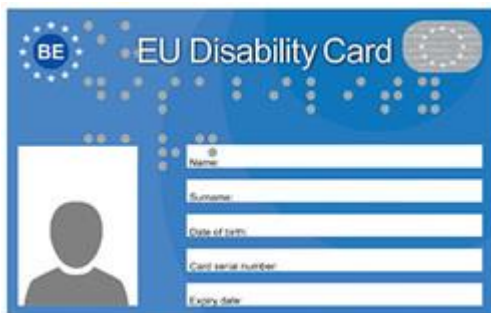 BE
EU Disability Card
Name:
Surname:
Date of birth:
Card serial number:
Expiry date: